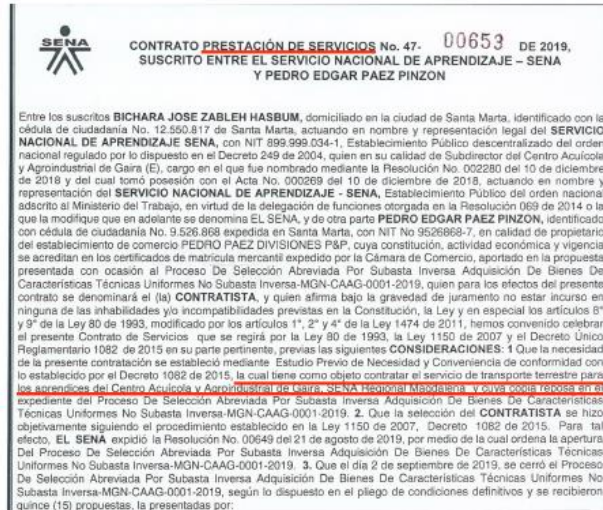 SENA
CONTRATO PRESTACIÓN DE SERVICIOS No. 47- 00653 DE 2019,
SUSCRITO ENTRE EL SERVICIO NACIONAL DE APRENDIZAJE – SENA
Y PEDRO EDGAR PAEZ PINZON
Entre los suscritos BICHARA JOSE ZABLEH HASBUM, domiciliado en la ciudad de Santa Marta, identificado con la
cédula de ciudadanía No. 12.550.817 de Santa Marta, actuando en nombre y representación legal del SERVICIO
NACIONAL DE APRENDIZAJE SENA, con NIT 899.999.034-1, Establecimiento Público descentralizado del orden
nacional regulado por lo dispuesto en el Decreto 249 de 2004, quien en su calidad de Subdirector del Centro Acuícola
y Agroindustrial de Gaira (E), cargo en el que fue nombrado mediante la Resolución No. 002280 del 10 de diciembre
de 2018 y del cual tomó posesión con el Acta No. 000269 del 10 de diciembre de 2018, actuando en nombre y
representación del SERVICIO NACIONAL DE APRENDIZAJE - SENA, Establecimiento Público del orden nacional
adscrito al Ministerio del Trabajo, en virtud de la delegación de funciones otorgada en la Resolución 069 de 2014 o la
que la modifique que en adelante se denomina EL SENA, y de otra parte PEDRO EDGAR PAEZ PINZON, identificado
con cédula de ciudadanía No. 9.526.868 expedida en Santa Marta, con NIT No 9526868-7, en calidad de propietario
del establecimiento de comercio PEDRO PAEZ DIVISIONES P&P, cuya constitución, actividad económica y vigencia
se acreditan en los certificados de matricula mercantil expedido por la Cámara de Comercio, aportado en la propuesta
presentada con ocasión al Proceso De Selección Abreviada Por Subasta Inversa Adquisición De Bienes De
Características Técnicas Uniformes No Subasta Inversa-MGN-CAAG-0001-2019, quien para los efectos del presente
contrato se denominará el (la) CONTRATISTA, y quien afirma bajo la gravedad de juramento no estar incurso en
ninguna de las inhabilidades y/o incompatibilidades previstas en la Constitución, la Ley y en especial los artículos 8°
y 9° de la Ley 80 de 1993, modificado por los artículos 1°, 2° y 4° de la Ley 1474 de 2011, hemos convenido celebrar
el presente Contrato de Servicios que se regirá por la Ley 80 de 1993, la Ley 1150 de 2007 y el Decreto Único
Reglamentario 1082 de 2015 en su parte pertinente, previas las siguientes CONSIDERACIONES: 1 Que la necesidad
de la presente contratación se estableció mediante Estudio Previo de Necesidad y Conveniencia de conformidad con
lo establecido por el Decreto 1082 de 2015, la cual tiene como objeto contratar el servicio de transporte terrestre para
los aprendices del Centro Acuícola y Agroindustrial de Gaira, SENA Regional Magdalena y cuya copia reposa en el
expediente del Proceso De Selección Abreviada Por Subasta Inversa Adquisición De Bienes De Características
Técnicas Uniformes No Subasta Inversa-MGN-CAAG-0001-2019. 2. Que la selección del CONTRATISTA se hizo
objetivamente siguiendo el procedimiento establecido en la Ley 1150 de 2007, Decreto 1082 de 2015. Para tal
efecto, EL SENA expidió la Resolución No. 00649 del 21 de agosto de 2019, por medio de la cual ordena la apertura
Del Proceso De Selección Abreviada Por Subasta Inversa Adquisición De Bienes De Características Técnicas
Uniformes No Subasta Inversa-MGN-CAAG-0001-2019. 3. Que el día 2 de septiembre de 2019, se cerró el Proceso
De Selección Abreviada Por Subasta Inversa Adquisición De Bienes De Características Técnicas Uniformes No
Subasta Inversa-MGN-CAAG-0001-2019, según lo dispuesto en el pliego de condiciones definitivos y se recibieron
quince (15) propuestas, la presentadas por: